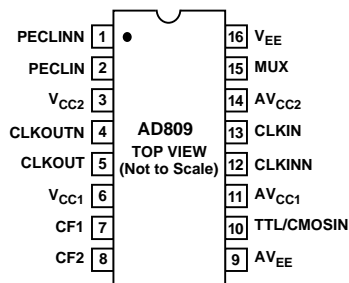 PECLINN 1
PECLIN 2
VCC2 3
CLKOUTN 4
CLKOUT 5
VCC1 6
CF1 7
CF2 8
AD809
TOP VIEW
(Not to Scale)
16 VEE
15 MUX
14 AVCC2
13 CLKIN
12 CLKINN
11 AVCC1
10 TTL/CMOSIN
9 AVEE